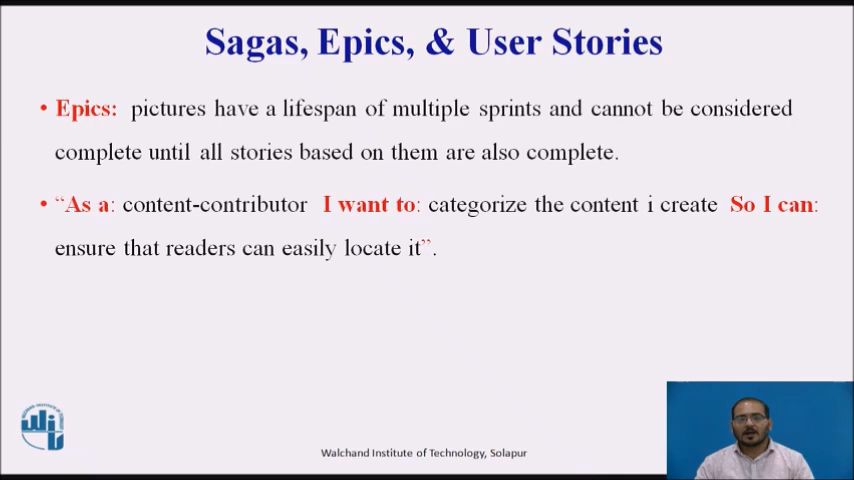 Sagas, Epics, & User Stories
• Epics: pictures have a lifespan of multiple sprints and cannot be considered
complete until all stories based on them are also complete.
• “As a: content-contributor I want to: categorize the content i create So I can:
ensure that readers can easily locate it”.
Walchand Institute of Technology, Solapur